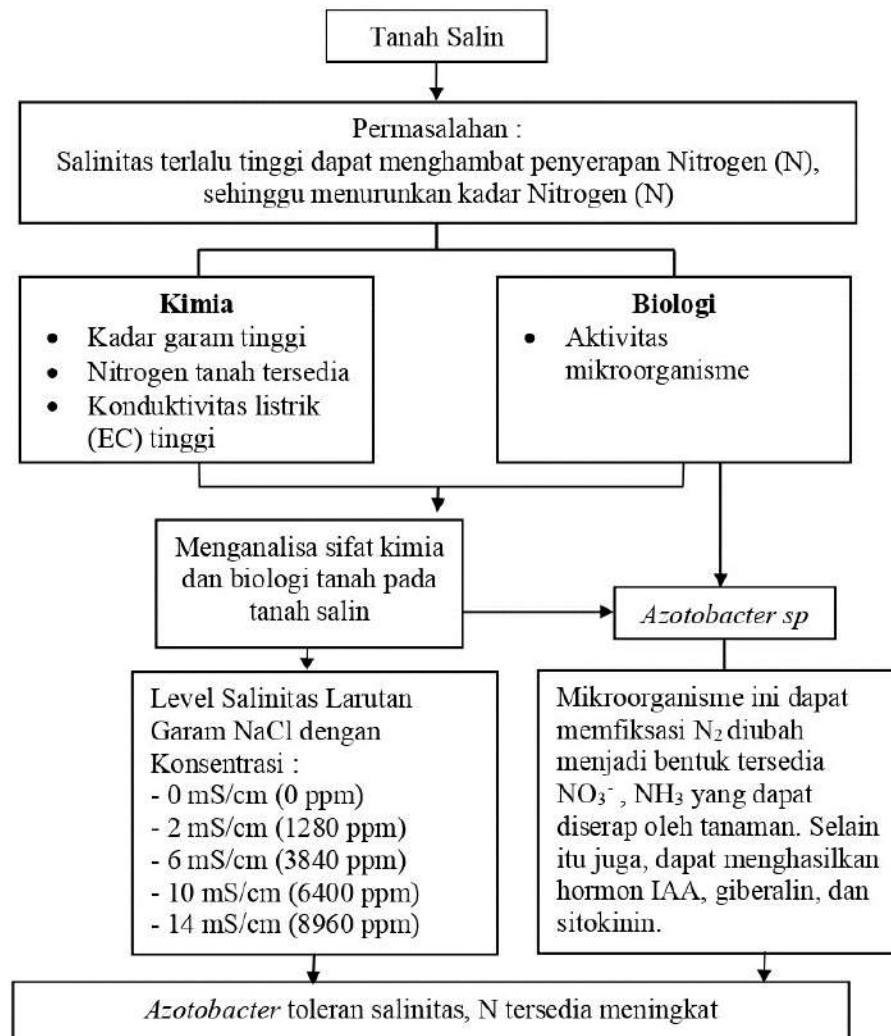 Tanah Salin
Permasalahan :
Salinitas terlalu tinggi dapat menghambat penyerapan Nitrogen (N),
sehinggu menurunkan kadar Nitrogen (N)
Kimia
• Kadar garam tinggi
• Nitrogen tanah tersedia
• Konduktivitas listrik
(EC) tinggi
Biologi
• Aktivitas
mikroorganisme
Menganalisa sifat kimia
dan biologi tanah pada
tanah salin
Azotobacter sp
Level Salinitas Larutan
Garam NaCl dengan
Konsentrasi :
- 0 mS/cm (0 ppm)
- 2 mS/cm (1280 ppm)
- 6 mS/cm (3840 ppm)
- 10 mS/cm (6400 ppm)
- 14 mS/cm (8960 ppm)
Mikroorganisme ini dapat
memfiksasi N₂ diubah
menjadi bentuk tersedia
NO₃⁻ , NH₃ yang dapat
diserap oleh tanaman. Selain
itu juga, dapat menghasilkan
hormon IAA, giberalin, dan
sitokinin.
Azotobacter toleran salinitas, N tersedia meningkat